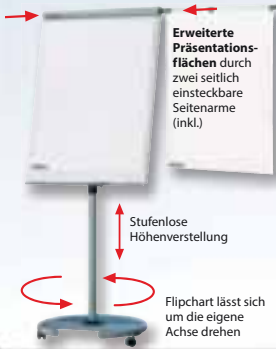 Erweiterte
Präsentations-
flächen durch
zwei seitlich
einsteckbare
Seitenarme
(inkl.)
Stufenlose
Höhenverstellung
Flipchart lässt sich
um die eigene
Achse drehen